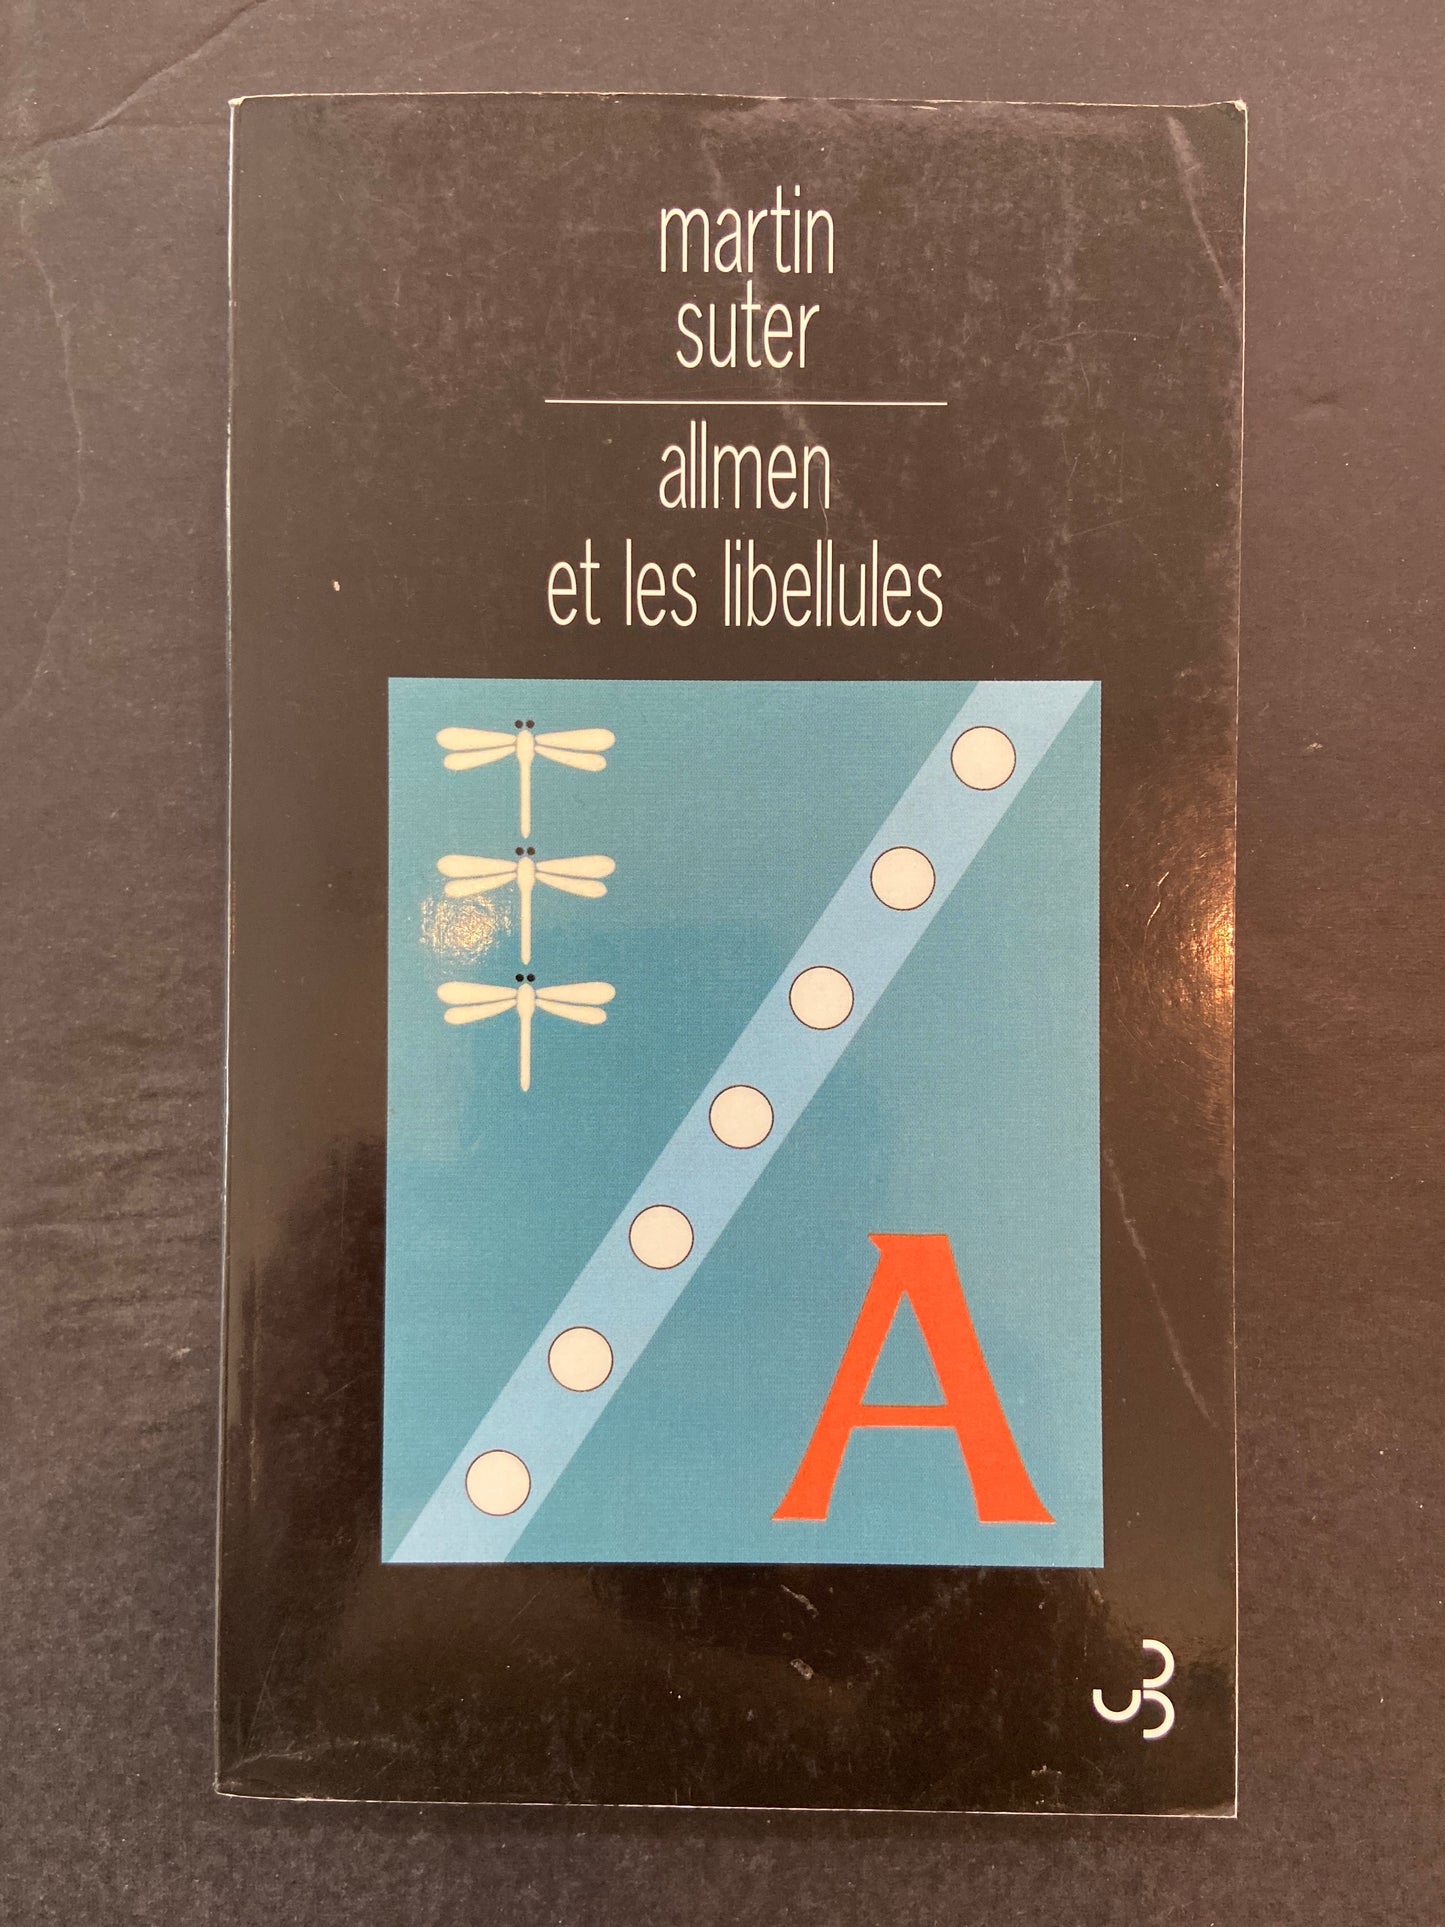 martin
suter
allmen
et les libellules
A